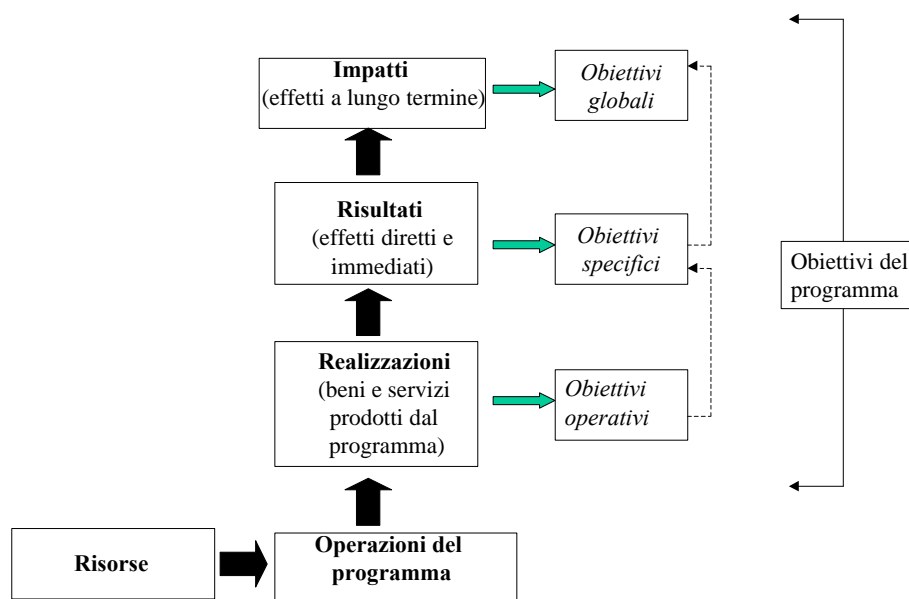 Impatti
(effetti a lungo termine)
Obiettivi
globali
Risultati
(effetti diretti e
immediati)
Obiettivi
specifici
Obiettivi del
programma
Realizzazioni
(beni e servizi
prodotti dal
programma)
Obiettivi
operativi
Risorse
Operazioni del
programma